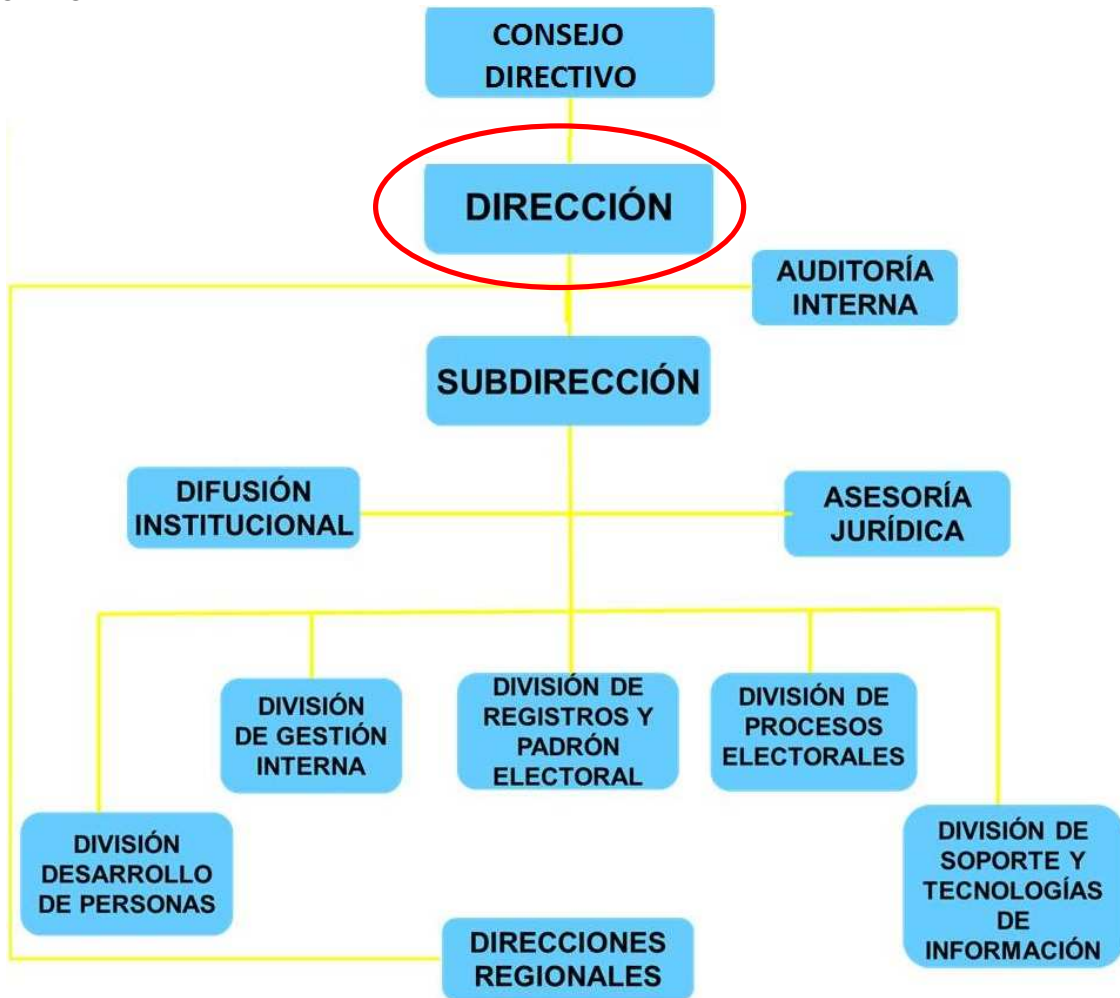 CONSEJO
DIRECTIVO
DIRECCIÓN
AUDITORÍA
INTERNA
SUBDIRECCIÓN
DIFUSIÓN
INSTITUCIONAL
ASESORÍA
JURÍDICA
DIVISIÓN
DE GESTIÓN
INTERNA
DIVISIÓN DE
REGISTROS Y
PADRÓN
ELECTORAL
DIVISIÓN DE
PROCESOS
ELECTORALES
DIVISIÓN
DESARROLLO
DE PERSONAS
DIVISIÓN DE
SOPORTE Y
TECNOLOGÍAS
DE
INFORMACIÓN
DIRECCIONES
REGIONALES